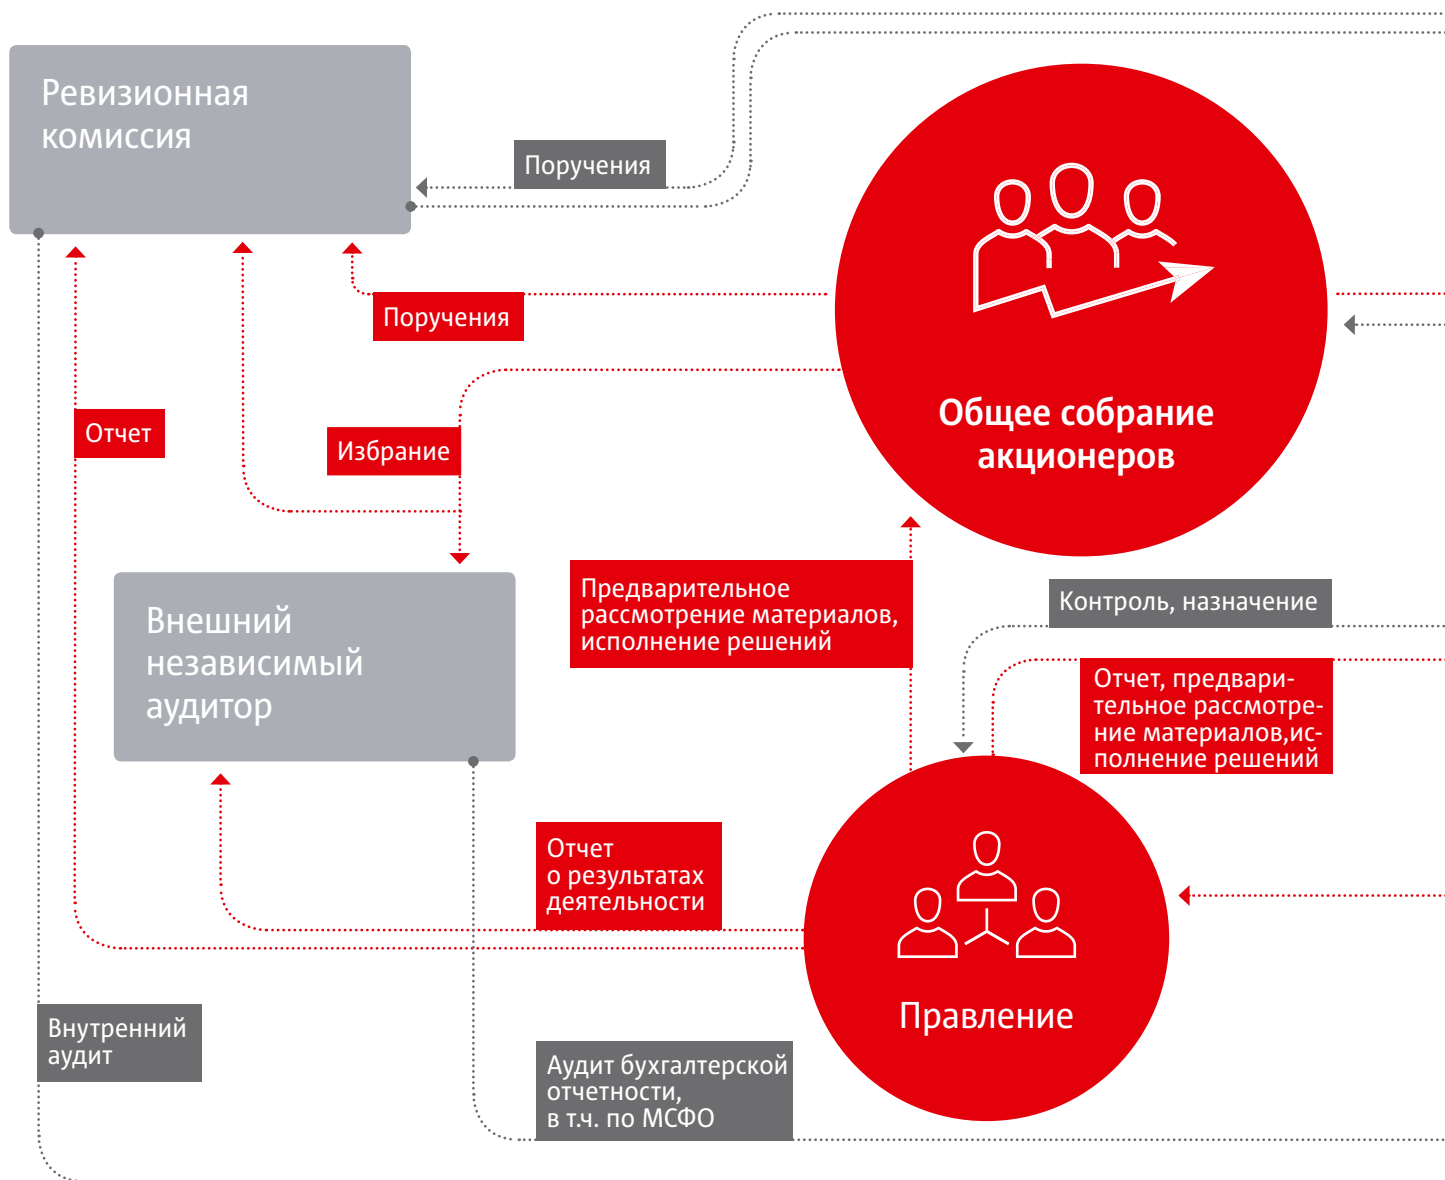 Ревизионная
комиссия
Поручения
Поручения
Общее собрание
акционеров
Отчет
Избрание
Внешний
независимый
аудитор
Предварительное
рассмотрение материалов,
исполнение решений
Контроль, назначение
Отчет, предвари-
тельное рассмотре-
ние материалов,ис-
полнение решений
Отчет
о результатах
деятельности
Правление
Внутренний
аудит
Аудит бухгалтерской
отчетности,
в т.ч. по МСФО